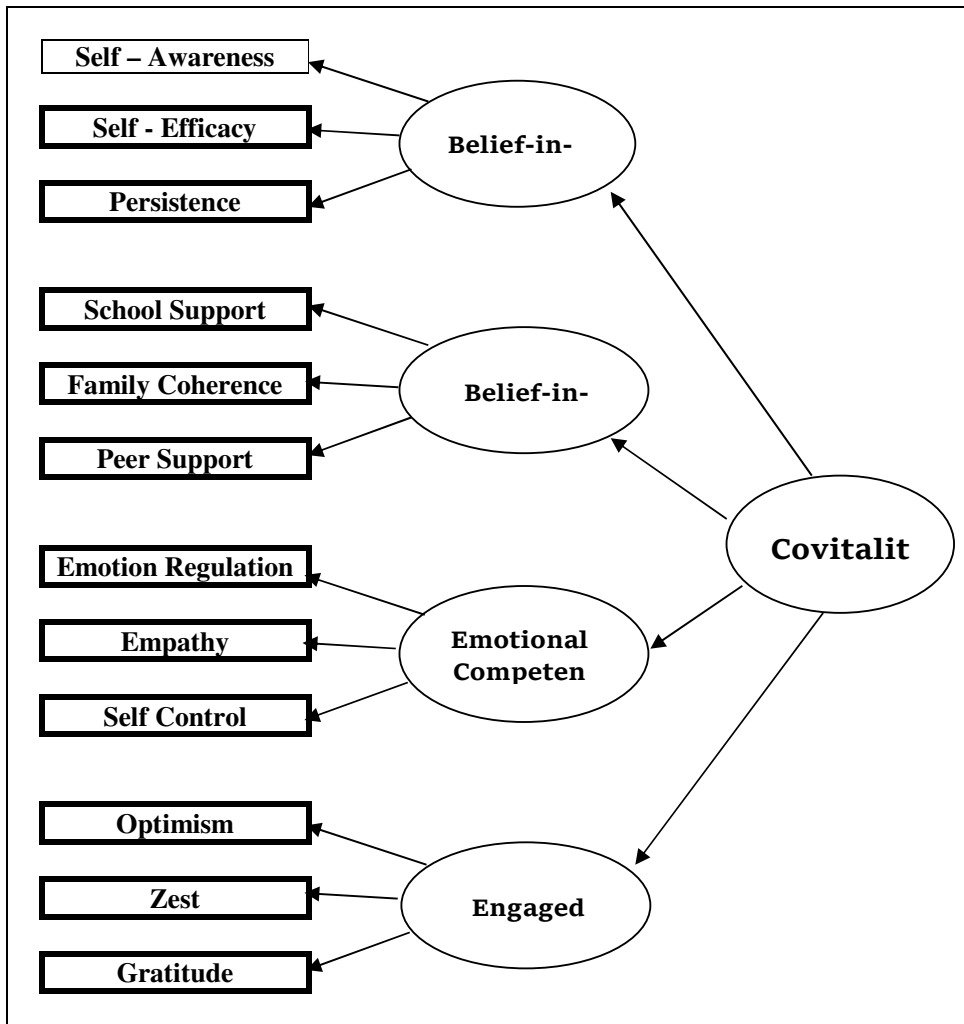 Self – Awareness
Self - Efficacy
Persistence
Belief-in-
School Support
Family Coherence
Peer Support
Belief-in-
Emotion Regulation
Empathy
Self Control
Emotional
Competen
Optimism
Zest
Gratitude
Engaged
Covitalit